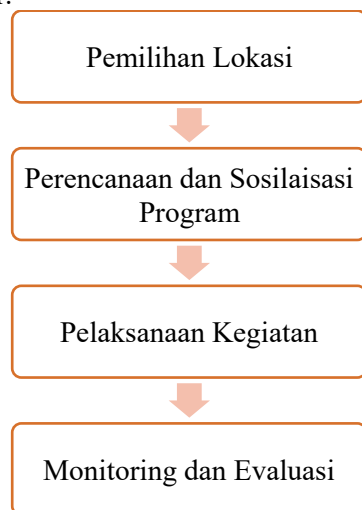 Pemilihan Lokasi
Perencanaan dan Sosilaisasi
Program
Pelaksanaan Kegiatan
Monitoring dan Evaluasi